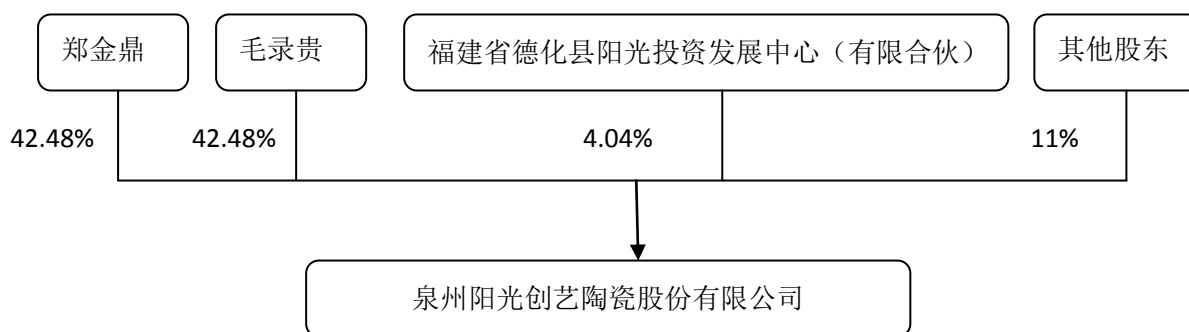 郑金鼎
毛录贵
福建省德化县阳光投资发展中心（有限合伙）
其他股东
42.48%
42.48%
4.04%
11%
泉州阳光创艺陶瓷股份有限公司